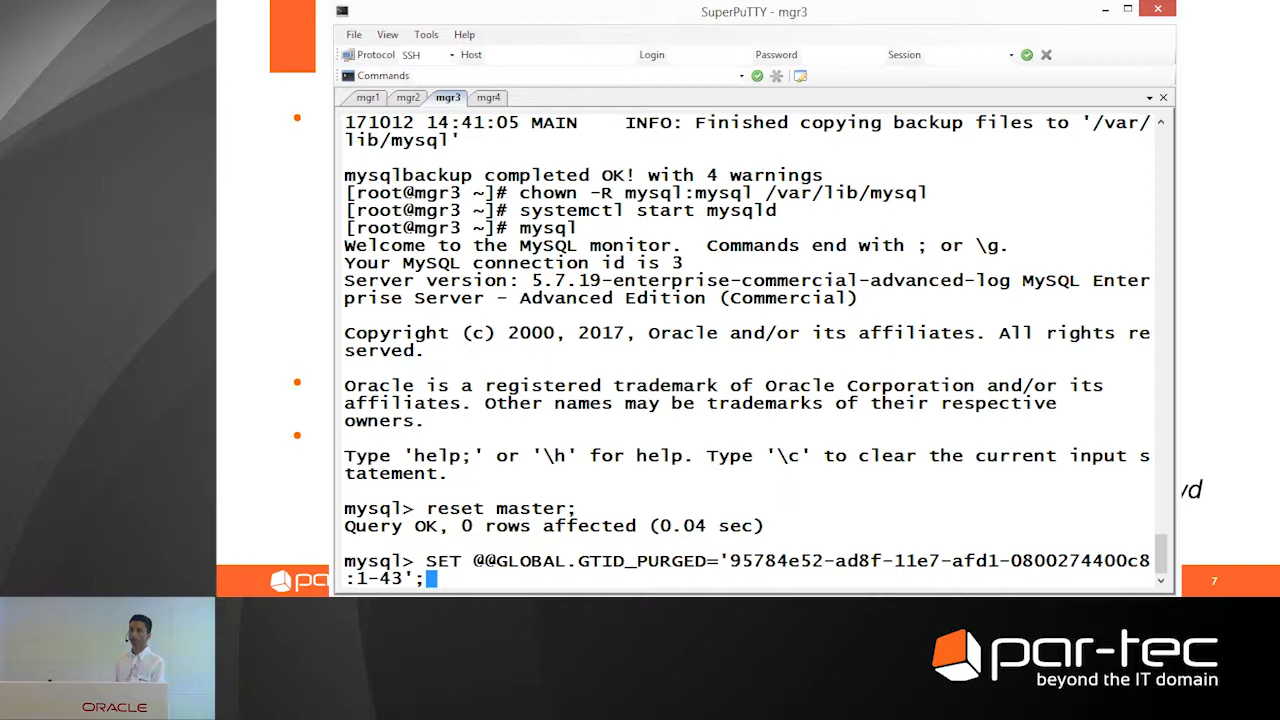 SuperPuTTY - mgr3
File View Tools Help
Protocol SSH Host Login Password Session
Commands
mgr1 mgr2 mgr3 mgr4
171012 14:41:05 MAIN    INFO: Finished copying backup files to '/var/
lib/mysql'
mysqlbackup completed OK! with 4 warnings
[root@mgr3 ~]# chown -R mysql:mysql /var/lib/mysql
[root@mgr3 ~]# systemctl start mysqld
[root@mgr3 ~]# mysql
Welcome to the MySQL monitor.  Commands end with ; or \g.
Your MySQL connection id is 3
Server version: 5.7.19-enterprise-commercial-advanced-log MySQL Enter
prise Server - Advanced Edition (Commercial)
Copyright (c) 2000, 2017, Oracle and/or its affiliates. All rights re
served.
Oracle is a registered trademark of Oracle Corporation and/or its
affiliates. Other names may be trademarks of their respective
owners.
Type 'help;' or '\h' for help. Type '\c' to clear the current input s
tatement.
mysql> reset master;
Query OK, 0 rows affected (0.04 sec)
mysql> SET @@GLOBAL.GTID_PURGED='95784e52-ad8f-11e7-afd1-0800274400c8
:1-43';
7
par-tec
beyond the IT domain
ORACLE